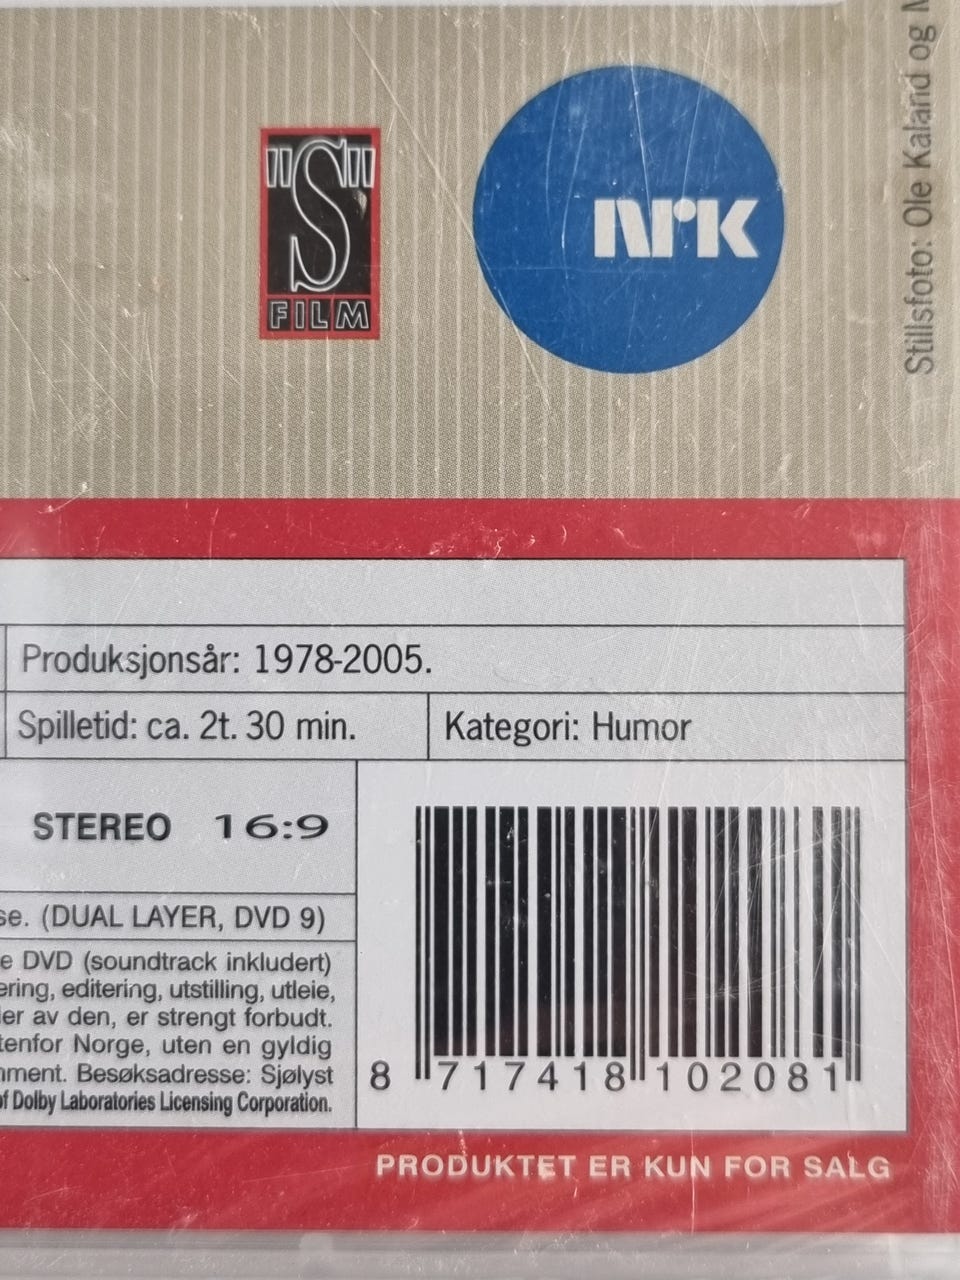 "S"
FILM
NRK
Stillsfoto: Ole Kaland og
Produksjonsår: 1978-2005.
Spilletid: ca. 2t. 30 min.
Kategori: Humor
STEREO 16:9
se. (DUAL LAYER, DVD 9)
e DVD (soundtrack inkludert)
ering, editering, utstilling, utleie,
er av den, er strengt forbudt.
tenfor Norge, uten en gyldig
ment. Besøksadresse: Sjølyst
of Dolby Laboratories Licensing Corporation.
8 717418 102081
PRODUKTET ER KUN FOR SALG